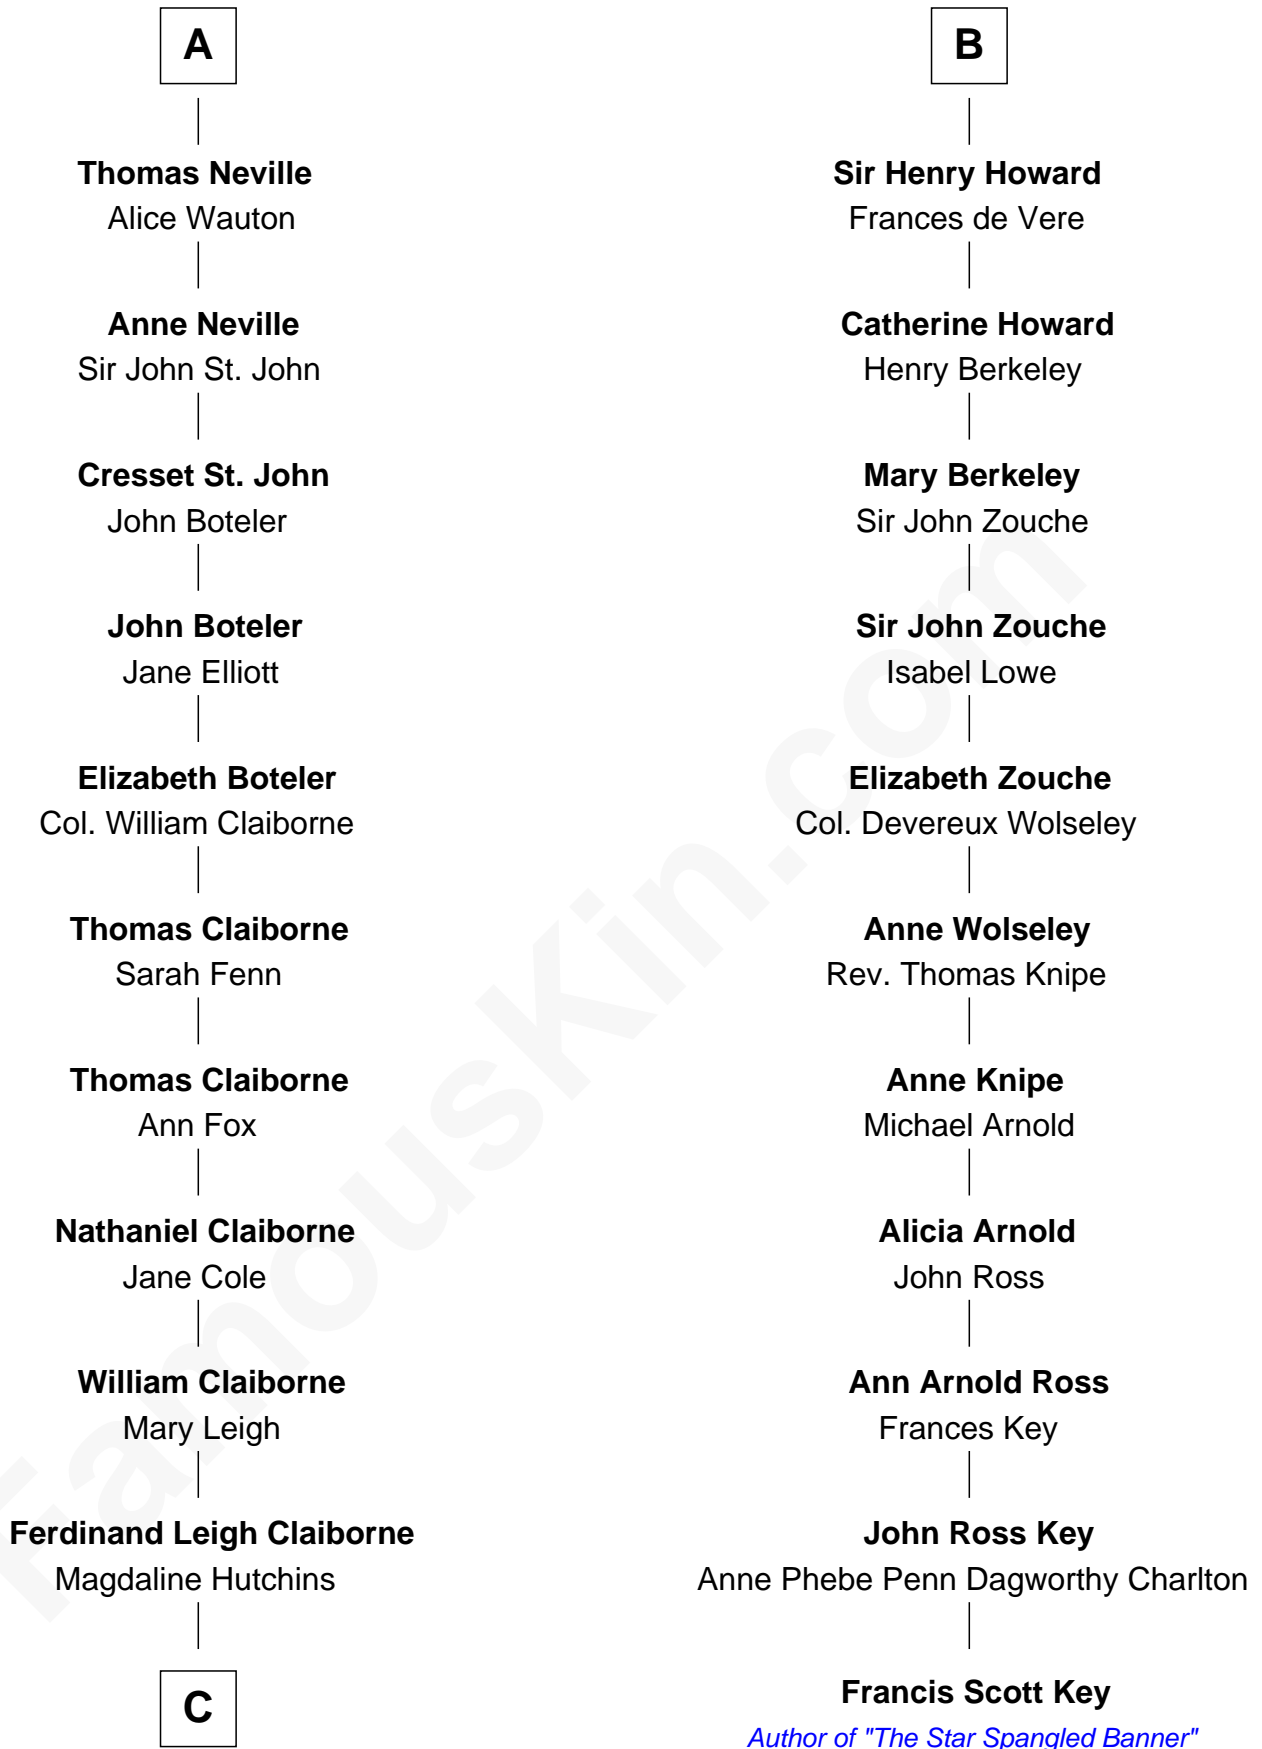 A
Thomas Neville
Alice Wauton
Anne Neville
Sir John St. John
Cresset St. John
John Boteler
John Boteler
Jane Elliott
Elizabeth Boteler
Col. William Claiborne
Thomas Claiborne
Sarah Fenn
Thomas Claiborne
Ann Fox
Nathaniel Claiborne
Jane Cole
William Claiborne
Mary Leigh
Ferdinand Leigh Claiborne
Magdaline Hutchins
C
B
Sir Henry Howard
Frances de Vere
Catherine Howard
Henry Berkeley
Mary Berkeley
Sir John Zouche
Sir John Zouche
Isabel Lowe
Elizabeth Zouche
Col. Devereux Wolseley
Anne Wolseley
Rev. Thomas Knipe
Anne Knipe
Michael Arnold
Alicia Arnold
John Ross
Ann Arnold Ross
Frances Key
John Ross Key
Anne Phebe Penn Dagworthy Charlton
Francis Scott Key
Author of "The Star Spangled Banner"
FamousKin.com